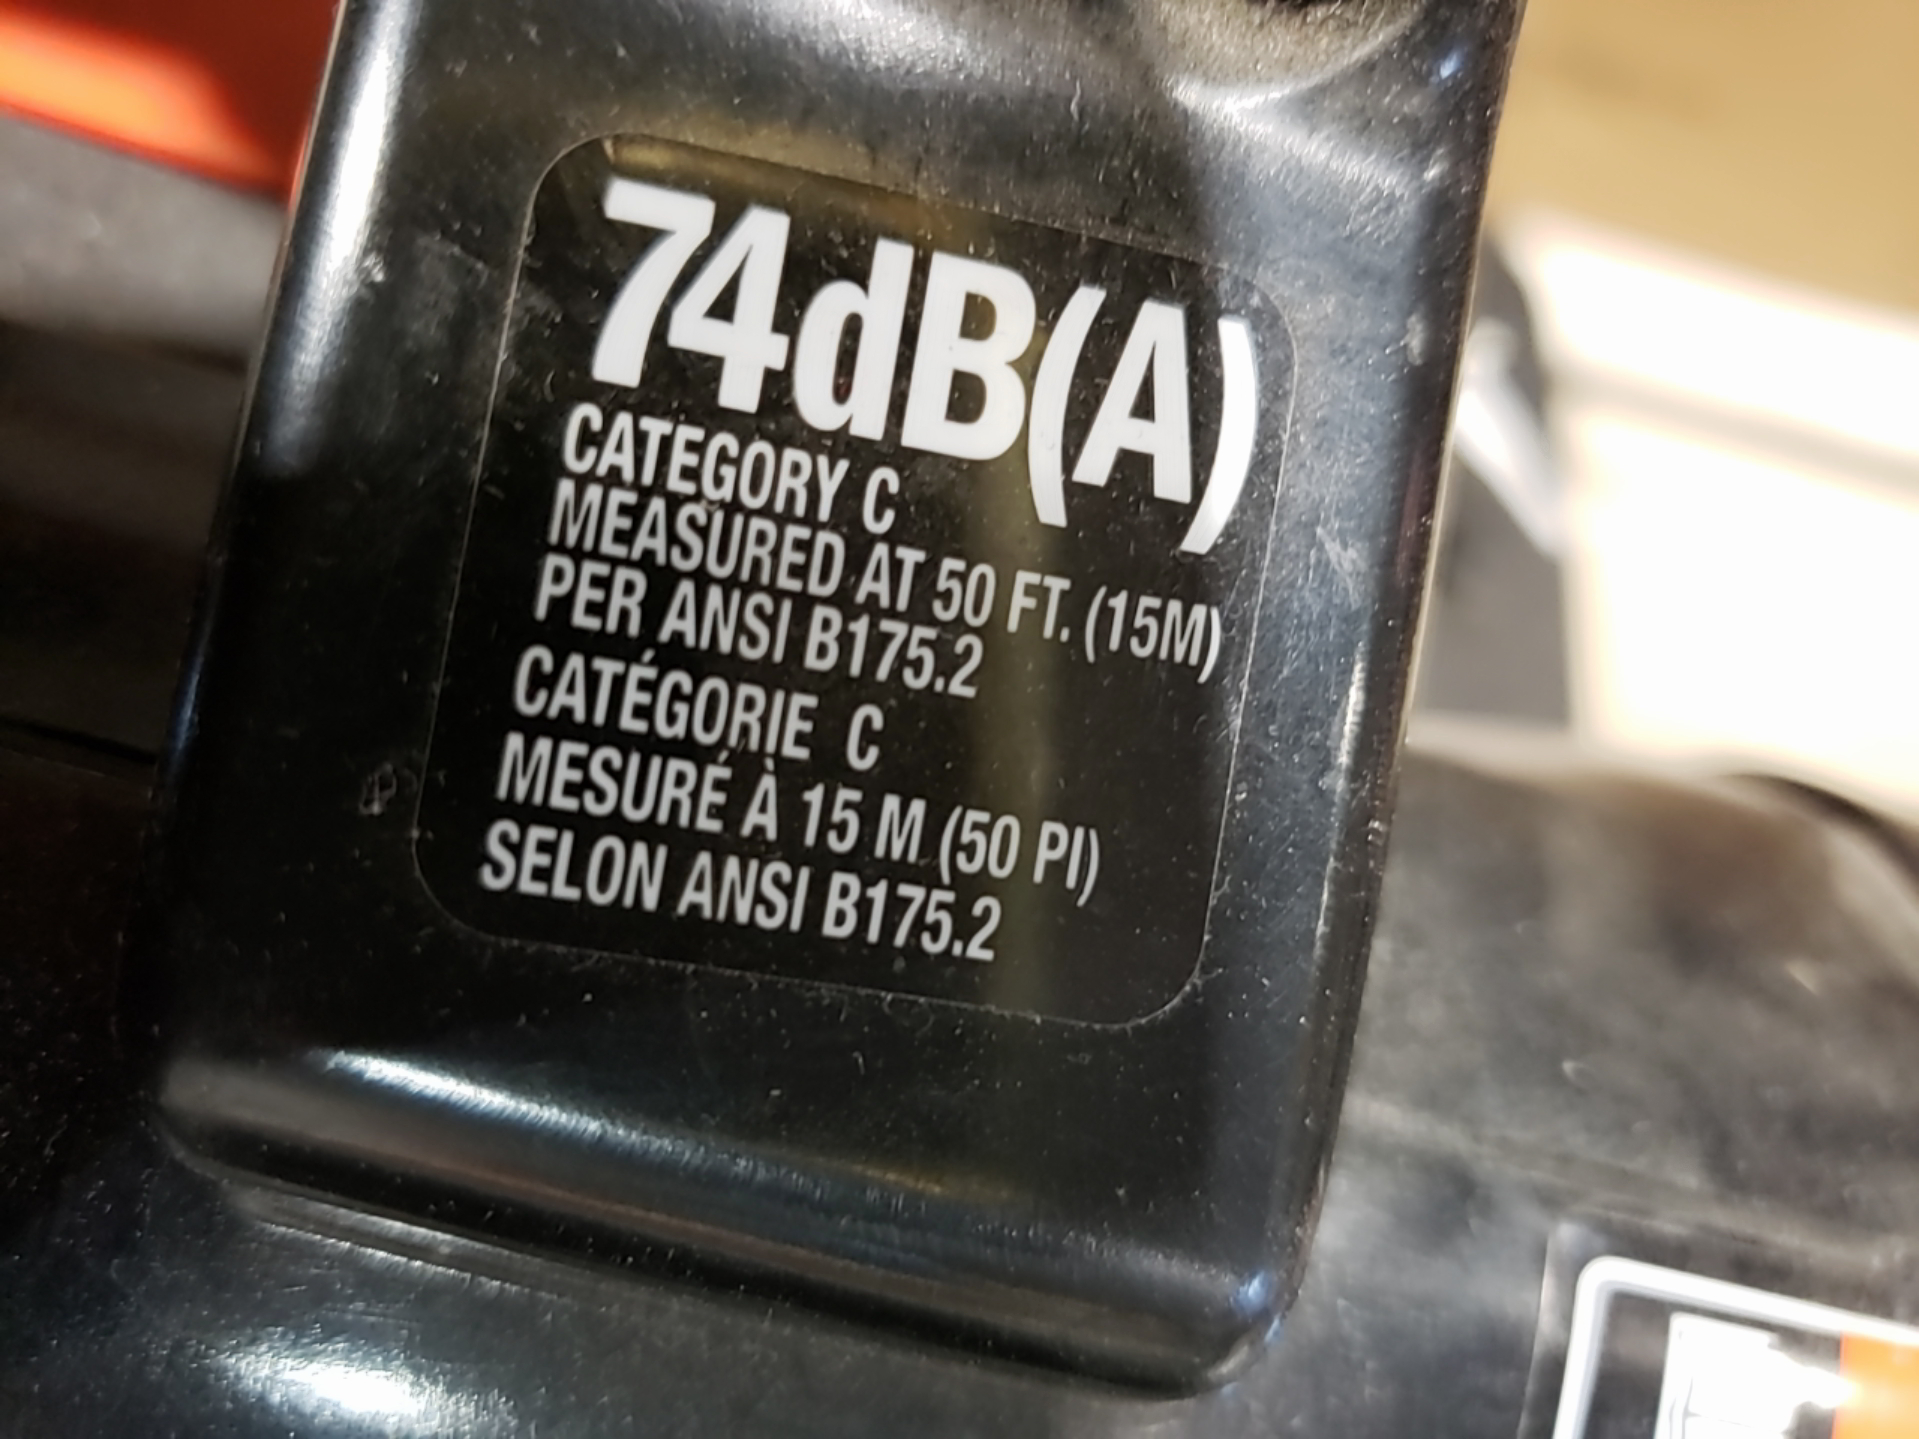 74dB(A)
CATEGORY C
MEASURED AT 50 FT. (15M)
PER ANSI B175.2
CATÉGORIE C
MESURÉ À 15 M (50 PI)
SELON ANSI B175.2